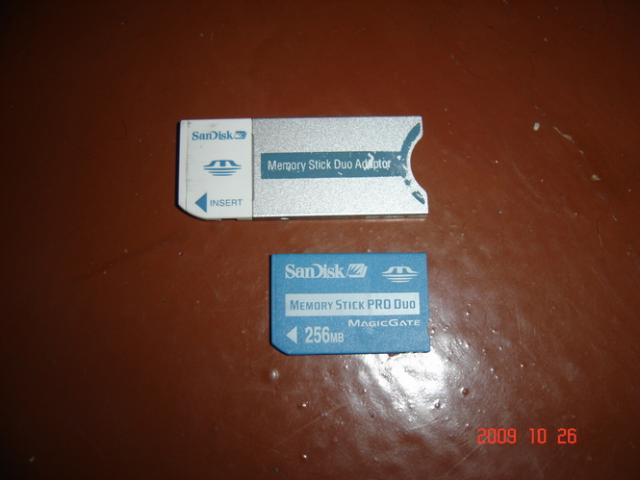 SanDisk
Memory Stick Duo Adaptor
INSERT
SanDisk
MEMORY STICK PRO DUO
MAGICGATE
256MB
2009 10 26